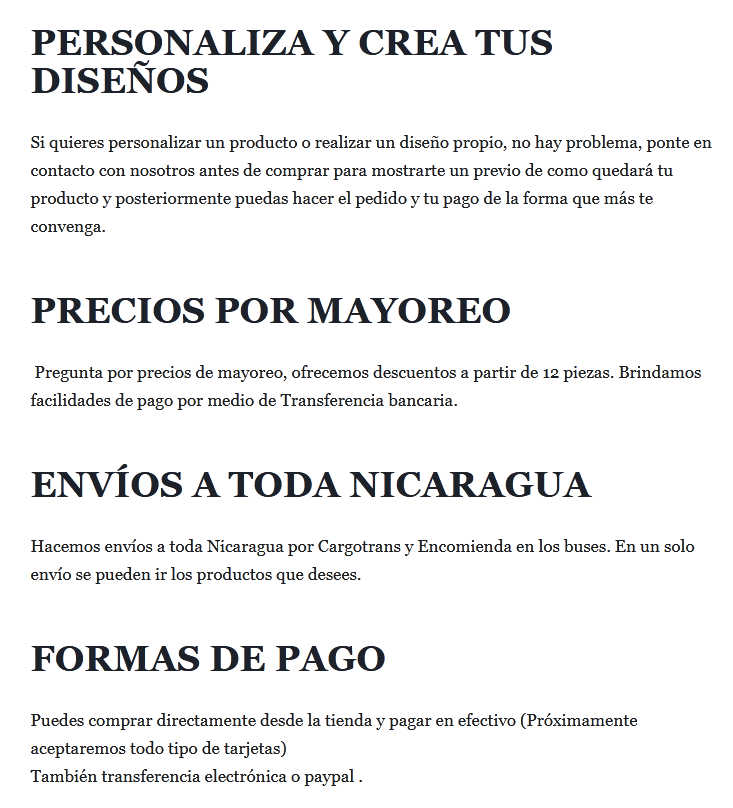 PERSONALIZA Y CREA TUS
DISEÑOS
Si quieres personalizar un producto o realizar un diseño propio, no hay problema, ponte en
contacto con nosotros antes de comprar para mostrarte un previo de como quedará tu
producto y posteriormente puedas hacer el pedido y tu pago de la forma que más te
convenga.
PRECIOS POR MAYOREO
Pregunta por precios de mayoreo, ofrecemos descuentos a partir de 12 piezas. Brindamos
facilidades de pago por medio de Transferencia bancaria.
ENVÍOS A TODA NICARAGUA
Hacemos envíos a toda Nicaragua por Cargotrans y Encomienda en los buses. En un solo
envío se pueden ir los productos que desees.
FORMAS DE PAGO
Puedes comprar directamente desde la tienda y pagar en efectivo (Próximamente
aceptaremos todo tipo de tarjetas)
También transferencia electrónica o paypal .